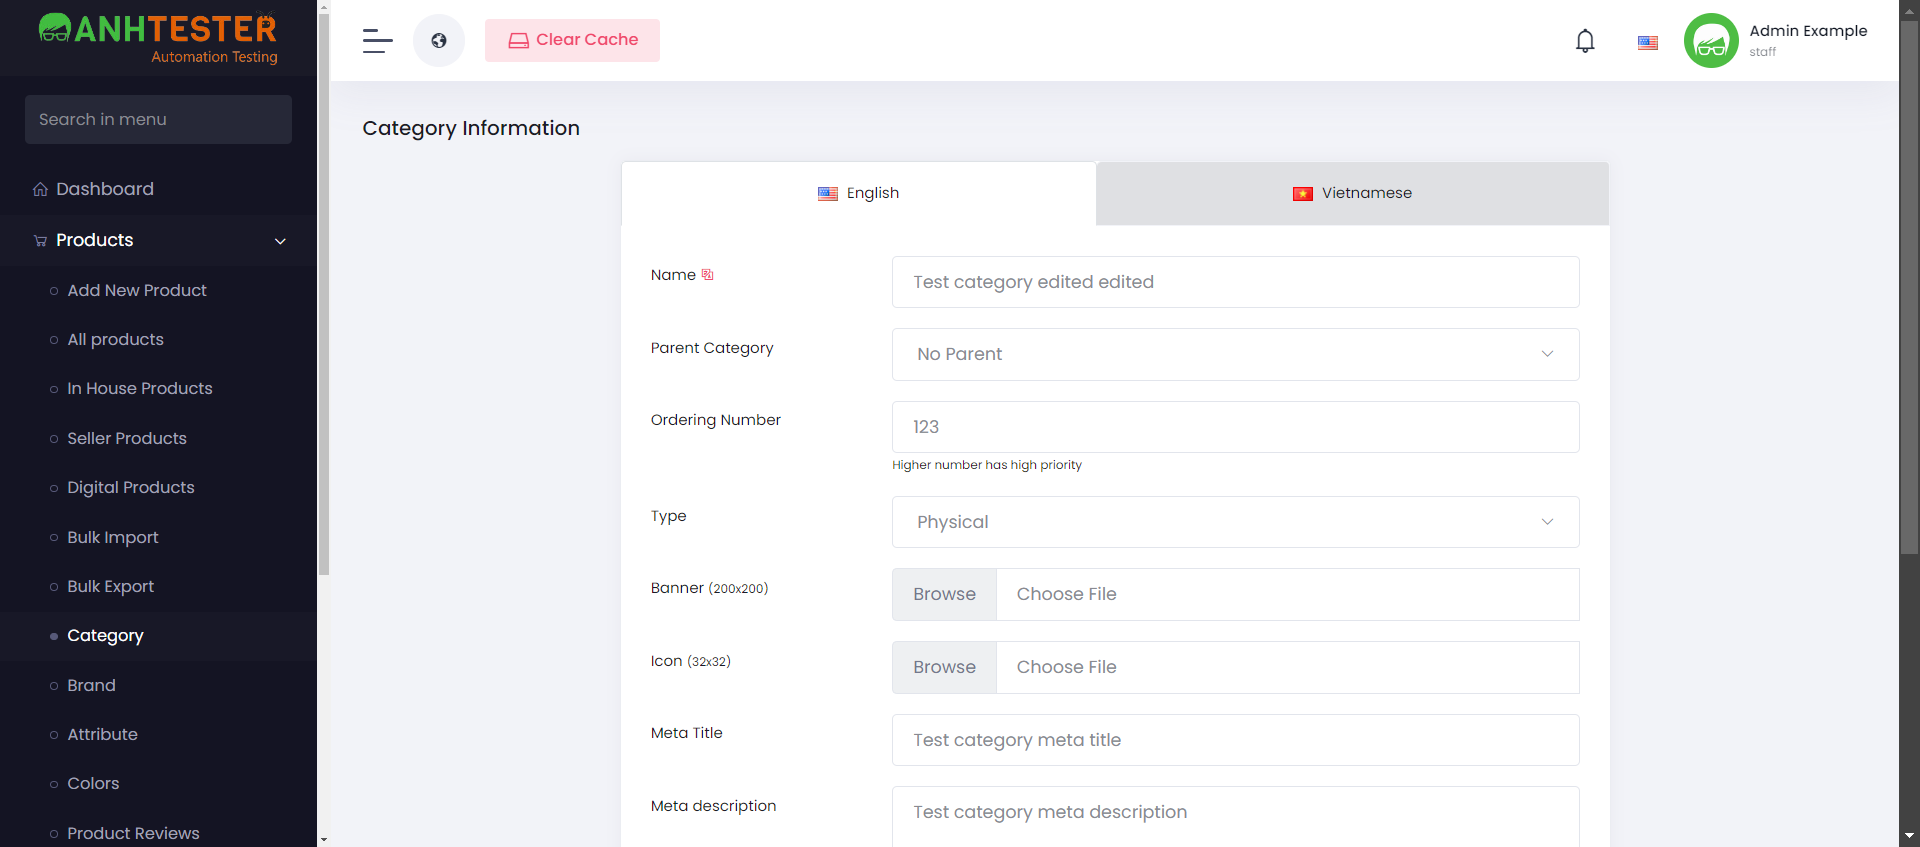 ANHTESTER
Automation Testing
Search in menu
Dashboard
Products
Add New Product
All products
In House Products
Seller Products
Digital Products
Bulk Import
Bulk Export
Category
Brand
Attribute
Colors
Product Reviews
Clear Cache
Admin Example
staff
Category Information
English
Vietnamese
Name
Test category edited edited
Parent Category
No Parent
Ordering Number
123
Higher number has high priority
Type
Physical
Banner (200x200)
Browse
Choose File
Icon (32x32)
Browse
Choose File
Meta Title
Test category meta title
Meta description
Test category meta description